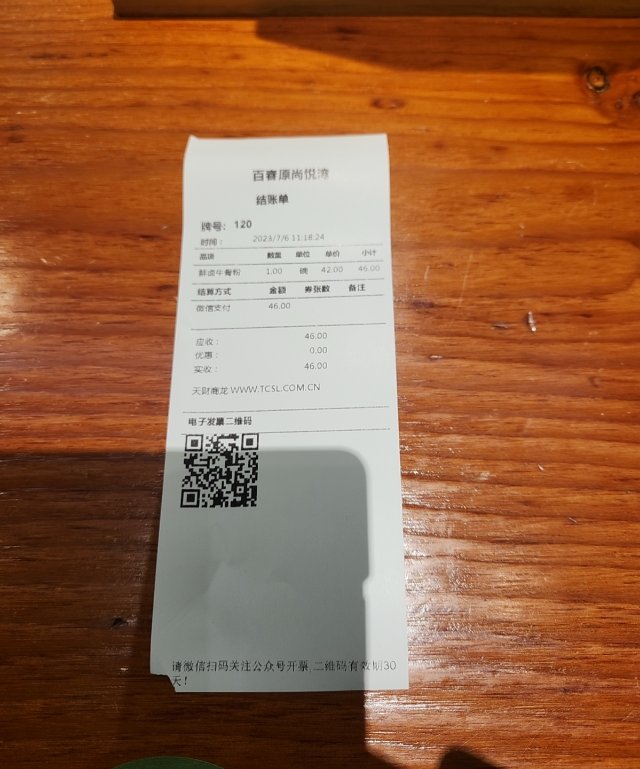 百睿原尚悦湾
结账单
牌号: 120
时间: 2023/7/6 11:18:24
品项 数量 单位 单价 小计
鲜卤牛骨粉 1.00 碗 42.00 46.00
结算方式 金额 券张数 备注
微信支付 46.00
应收: 46.00
优惠: 0.00
实收: 46.00
天财商龙 WWW.TCSL.COM.CN
电子发票二维码
请微信扫码关注公众号开票,二维码有效期30
天!